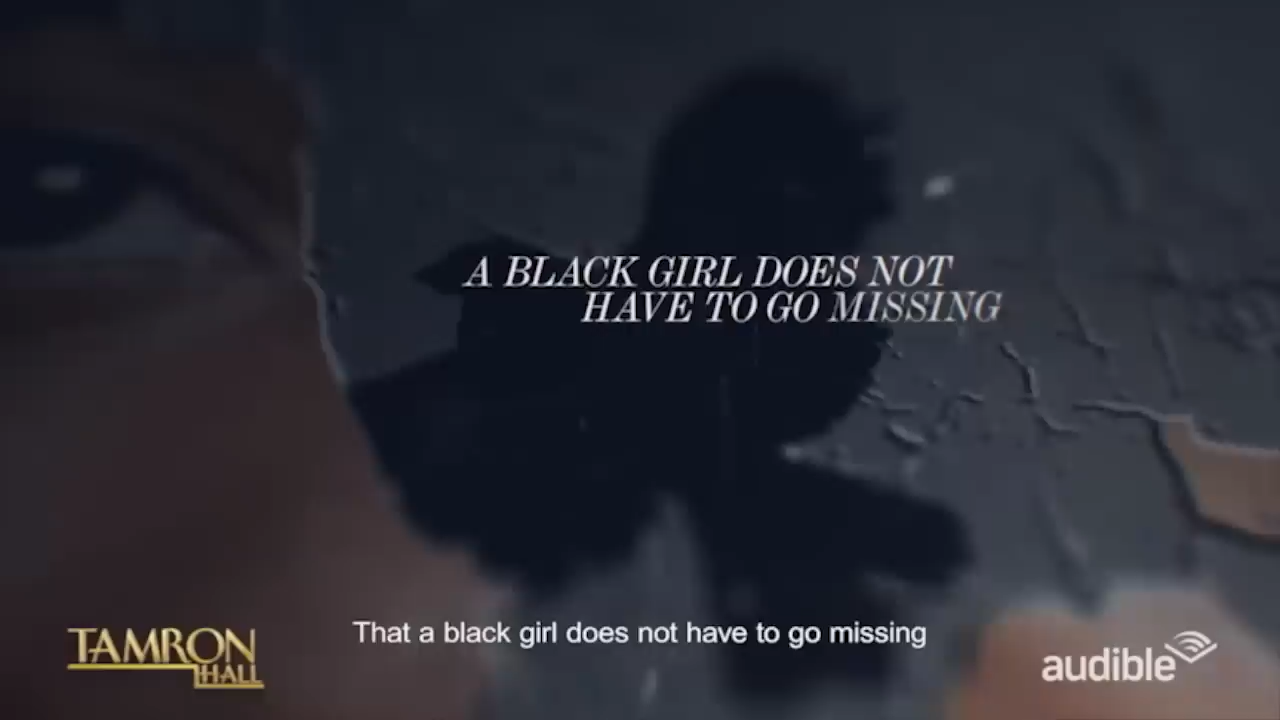 A BLACK GIRL DOES NOT
HAVE TO GO MISSING
That a black girl does not have to go missing
TAMRON
HALL
audible